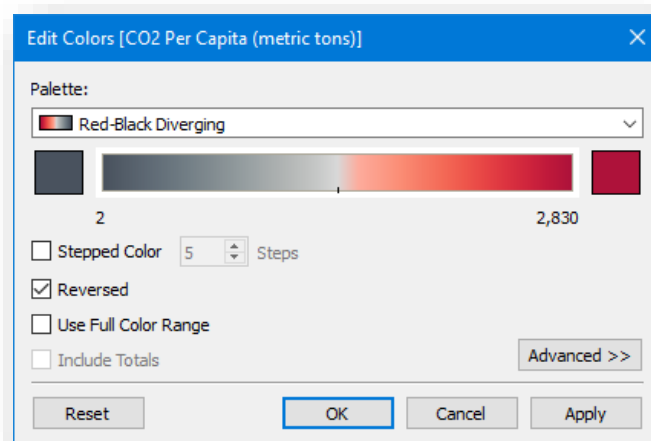 Edit Colors [CO2 Per Capita (metric tons)]
Palette:
Red-Black Diverging
2 2,830
Stepped Color 5 Steps
Reversed
Use Full Color Range
Include Totals
Advanced >>
Reset OK Cancel Apply